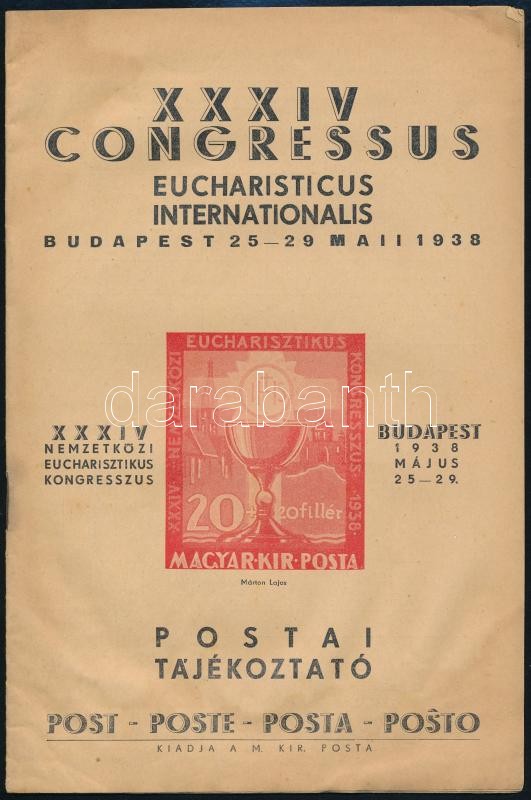 XXXIV
CONGRESSUS
EUCHARISTICUS
INTERNATIONALIS
BUDAPEST 25—29 MAII 1938
XXXIV
NEMZETKÖZI
EUCHARISZTIKUS
KONGRESSZUS
XXXIV NEMZETKÖZI
EUCHARISZTIKUS
KONGRESSZUS 1938.
20+20fillér
MAGYAR·KIR·POSTA
Márton Lajos
BUDAPEST
1938
MÁJUS
25—29.
darabanth
POSTAI
TÁJÉKOZTATÓ
POST - POSTE - POSTA - POŠTO
KIADJA A M. KIR. POSTA